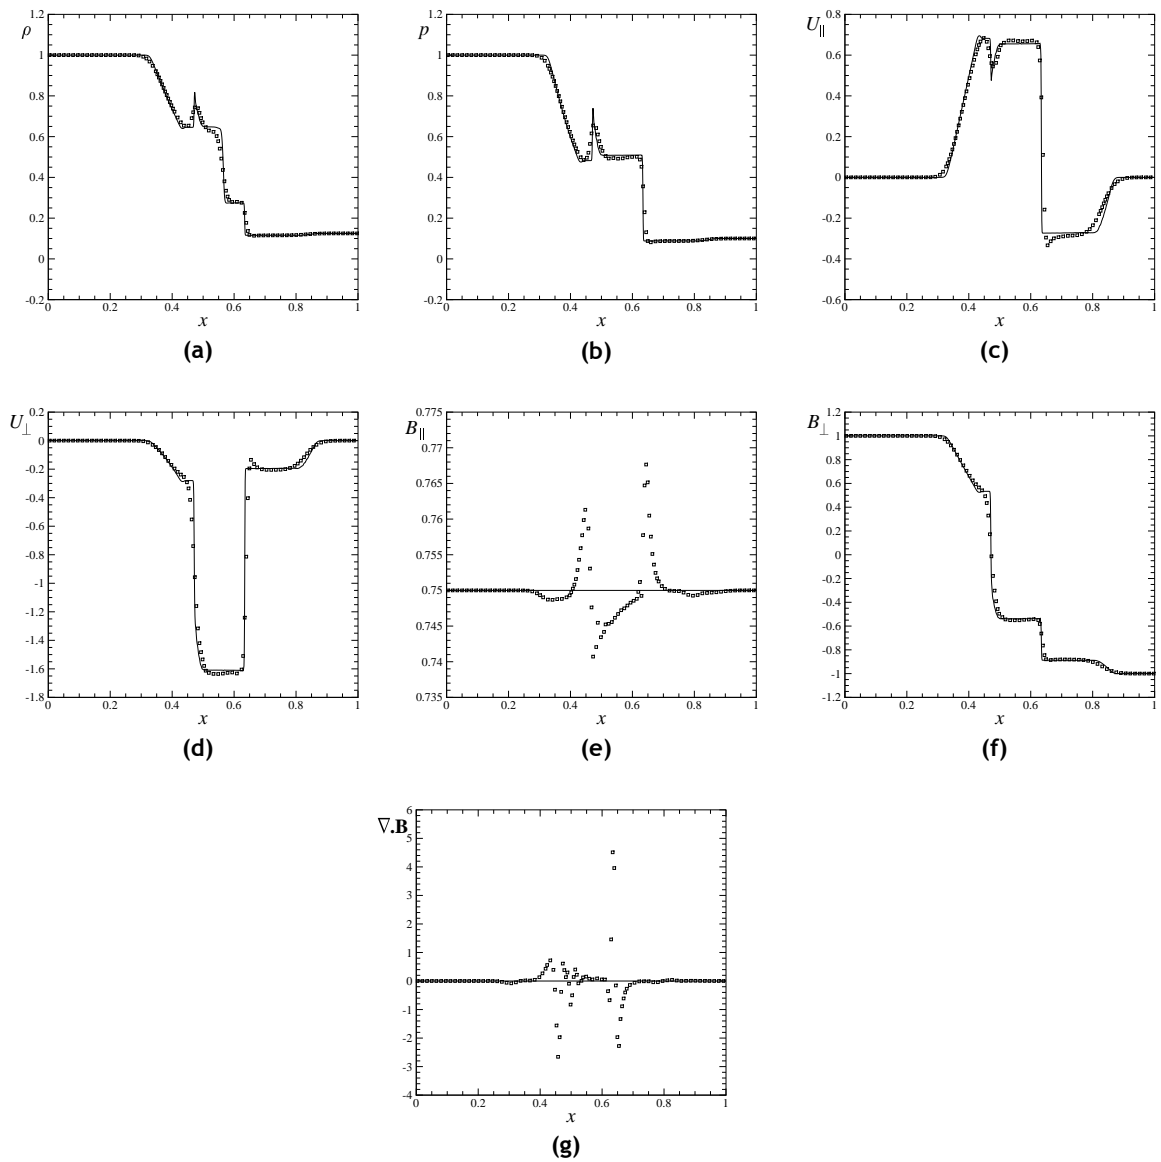 ρ
1.2
1
0.8
0.6
0.4
0.2
0
-0.2
0 0.2 0.4 0.6 0.8 1
x
(a)
p
1.2
1
0.8
0.6
0.4
0.2
0
-0.2
0 0.2 0.4 0.6 0.8 1
x
(b)
U||
0.8
0.6
0.4
0.2
0
-0.2
-0.4
-0.6
0 0.2 0.4 0.6 0.8 1
x
(c)
U⊥
0.2
0
-0.2
-0.4
-0.6
-0.8
-1
-1.2
-1.4
-1.6
-1.8
0 0.2 0.4 0.6 0.8 1
x
(d)
B||
0.775
0.77
0.765
0.76
0.755
0.75
0.745
0.74
0.735
0 0.2 0.4 0.6 0.8 1
x
(e)
B⊥
1.2
1
0.8
0.6
0.4
0.2
0
-0.2
-0.4
-0.6
-0.8
-1
-1.2
0 0.2 0.4 0.6 0.8 1
x
(f)
∇.B
6
5
4
3
2
1
0
-1
-2
-3
-4
0 0.2 0.4 0.6 0.8 1
x
(g)